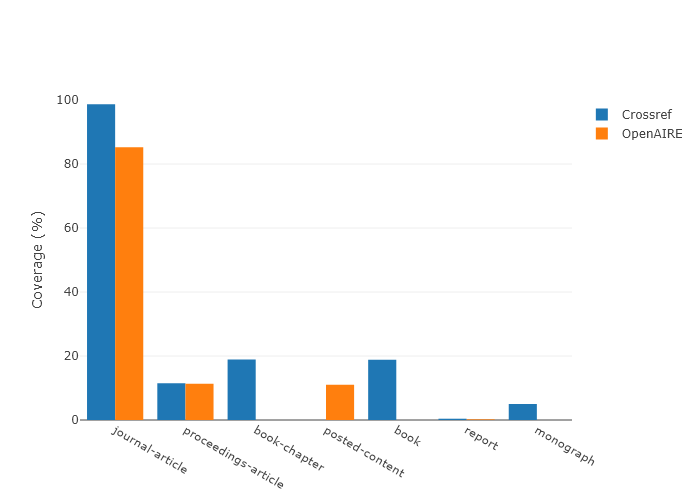 100
80
60
40
20
0
Coverage (%)
journal-article
proceedings-article
book-chapter
posted-content
book
report
monograph
Crossref
OpenAIRE